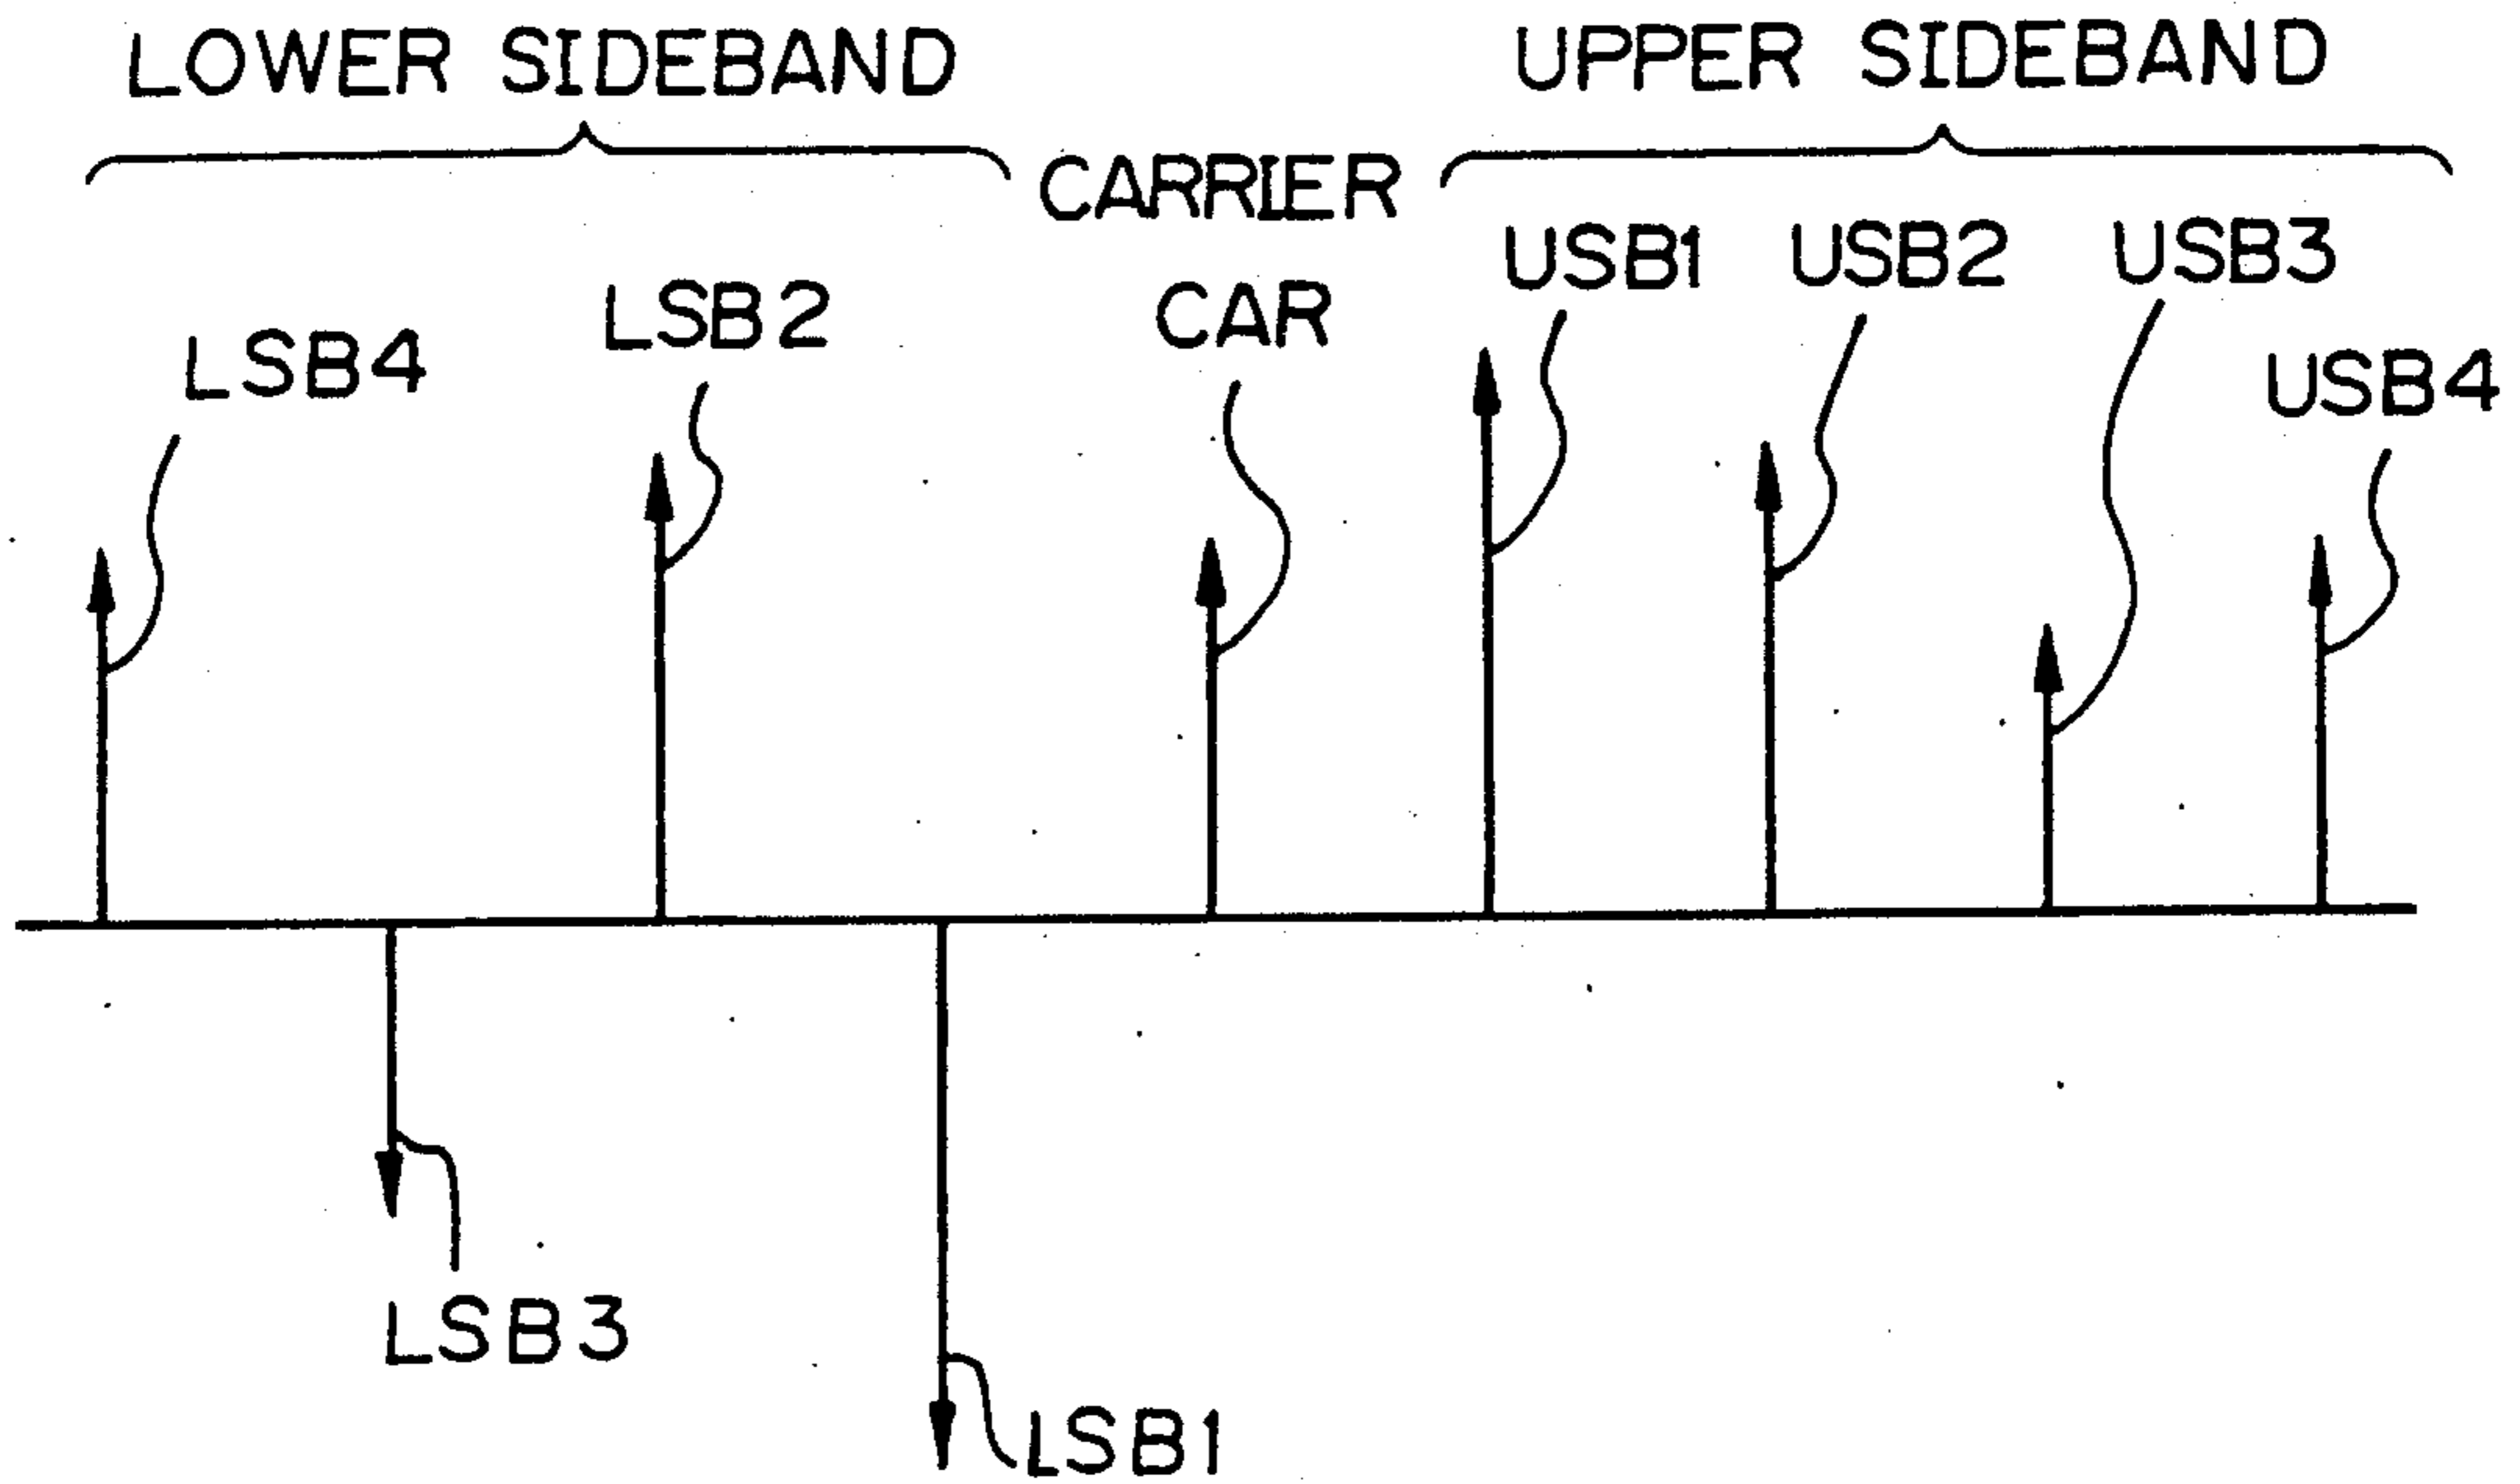 LOWER SIDEBAND
UPPER SIDEBAND
CARRIER
USB1
USB2
USB3
LSB2
CAR
LSB4
USB4
LSB3
LSB1